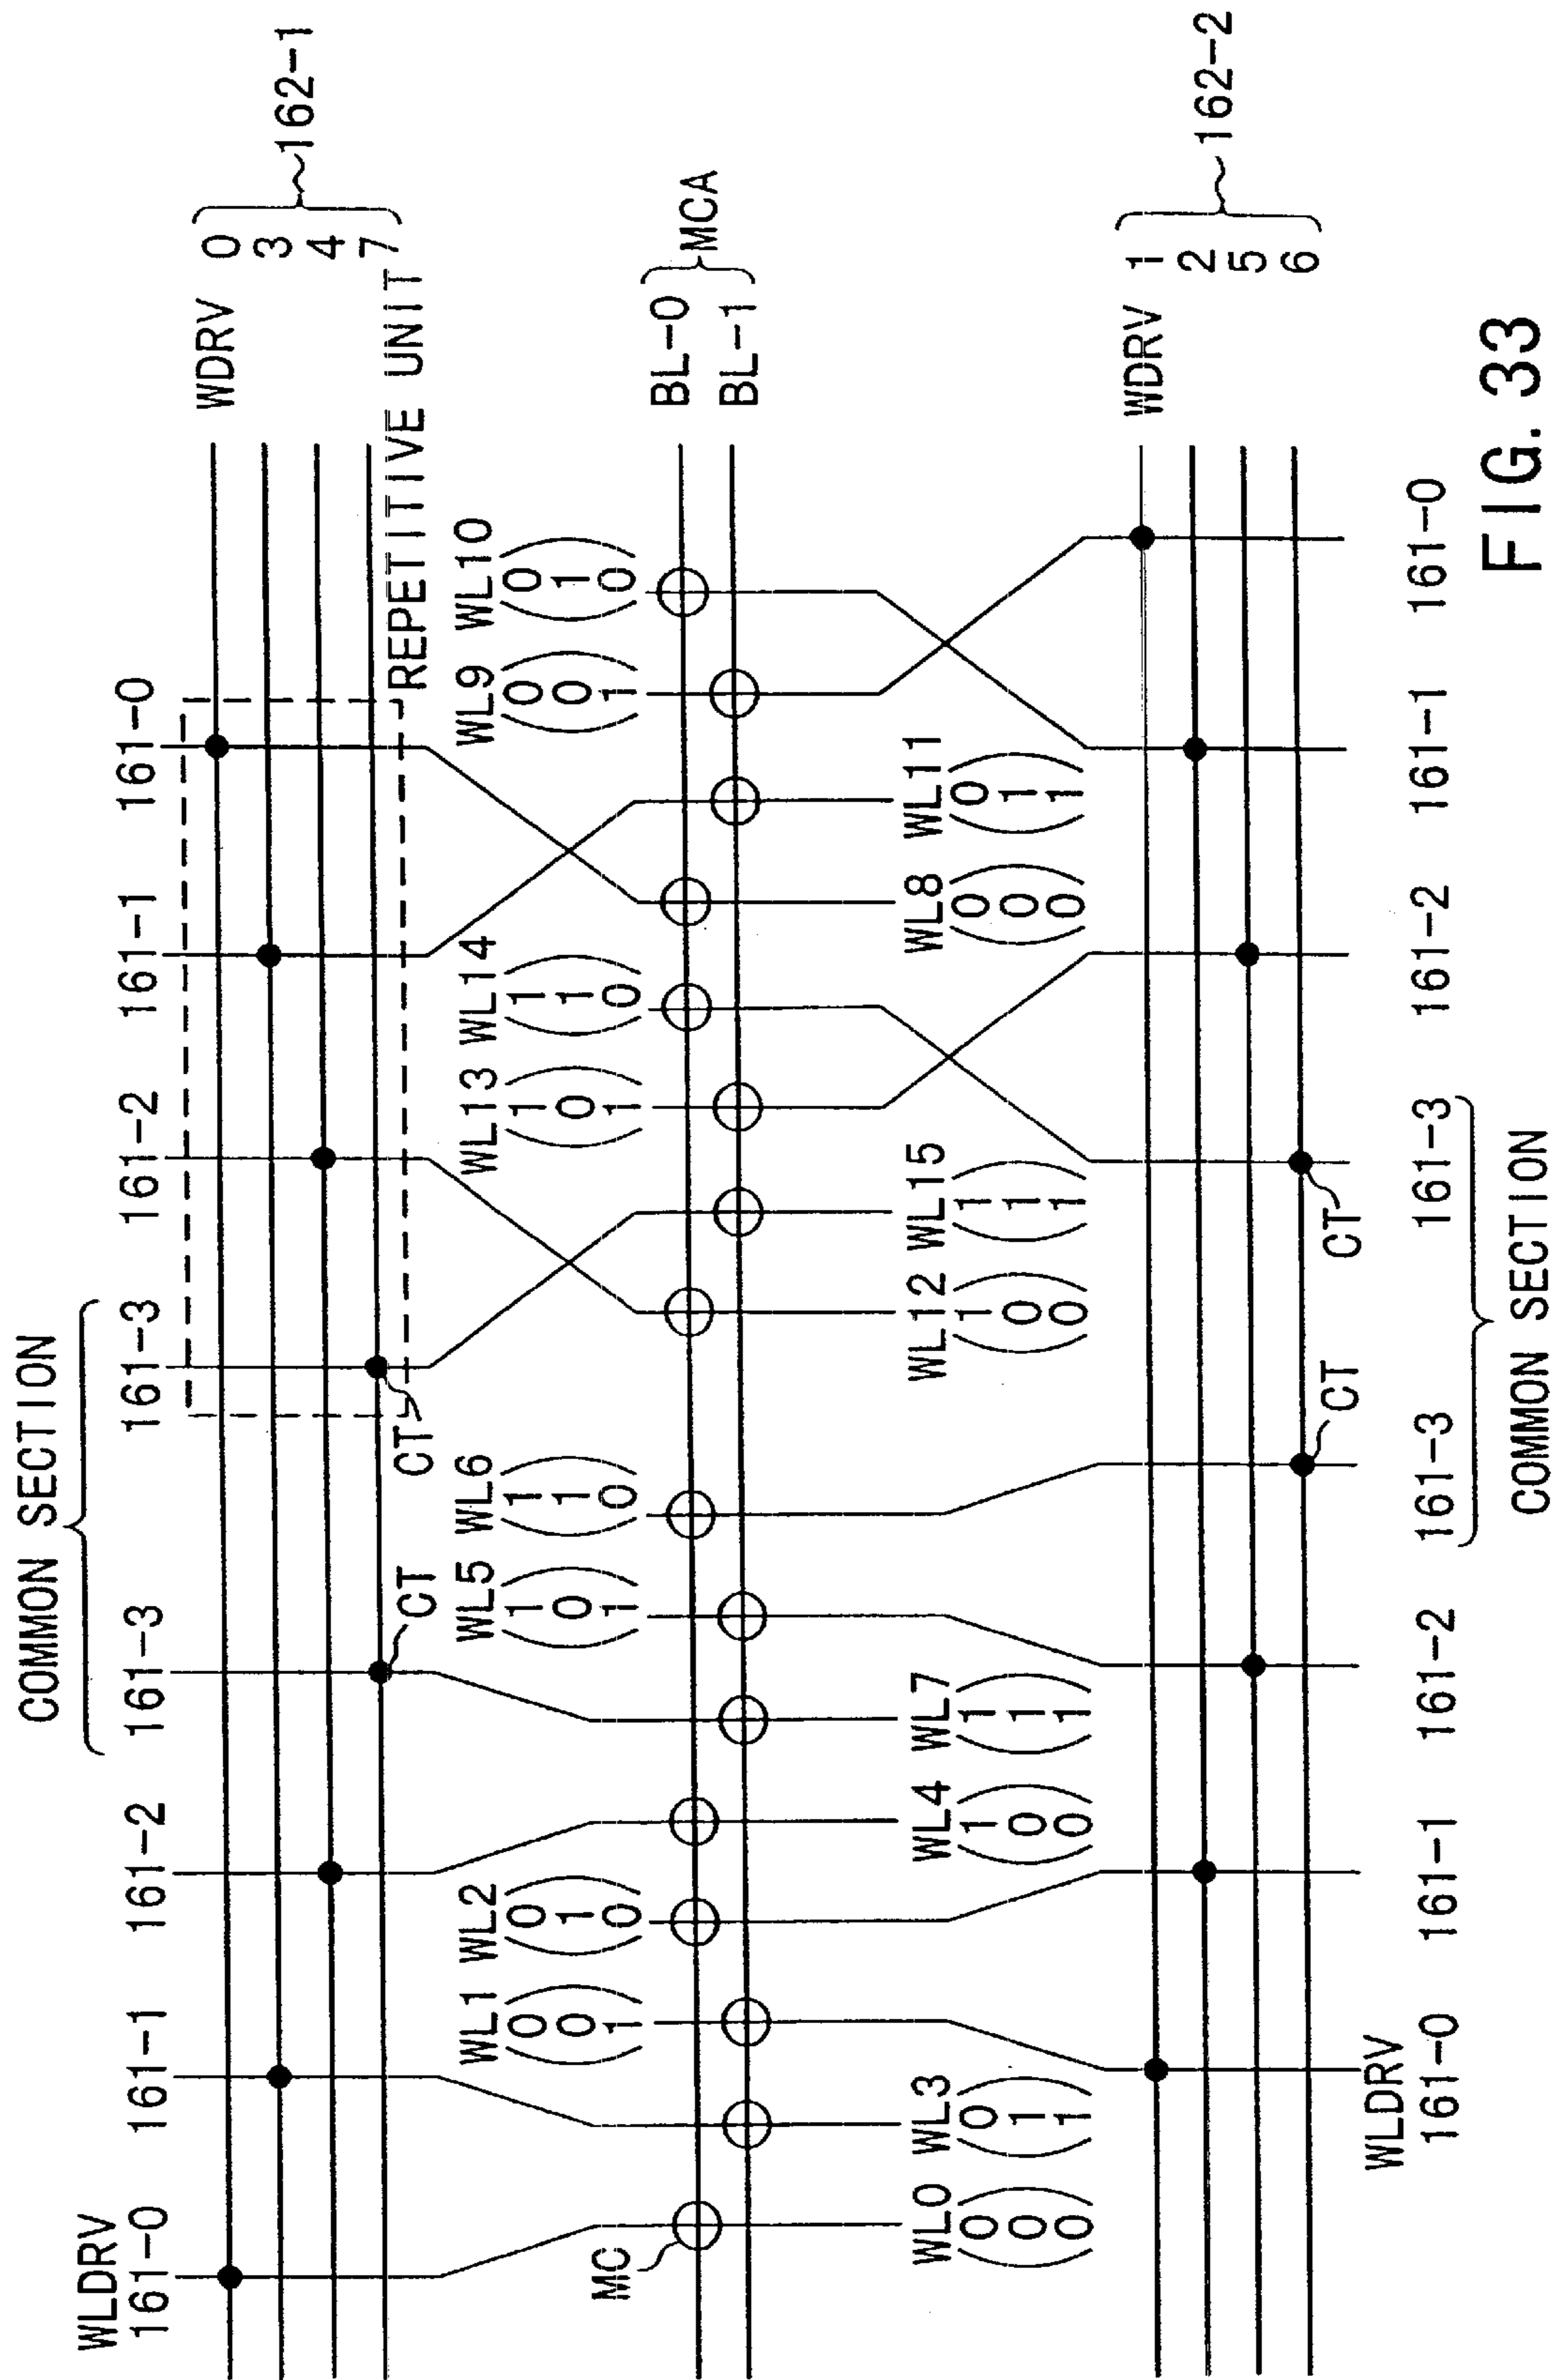 COMMON SECTION
WLDRV
161-0 161-1 161-2 161-3 161-3 161-2 161-1 161-0
WDRV 0
3
4
7
162-1
CT CT REPETITIVE UNIT
WL1 WL2 WL5 WL6 WL13 WL14 WL9 WL10
0 0 1 1 1 1 0 0
0 1 0 1 0 1 0 1
1 0 1 0 1 0 1 0
MC
BL-0
BL-1
MCA
WL0 WL3 WL4 WL7 WL12 WL15 WL8 WL11
0 0 1 1 1 1 0 0
0 1 0 1 0 1 0 1
0 1 0 1 0 1 0 1
WDRV 1
2
5
6
162-2
CT CT
WLDRV
161-0 161-1 161-2 161-3 161-3 161-2 161-1 161-0
COMMON SECTION
FIG. 33